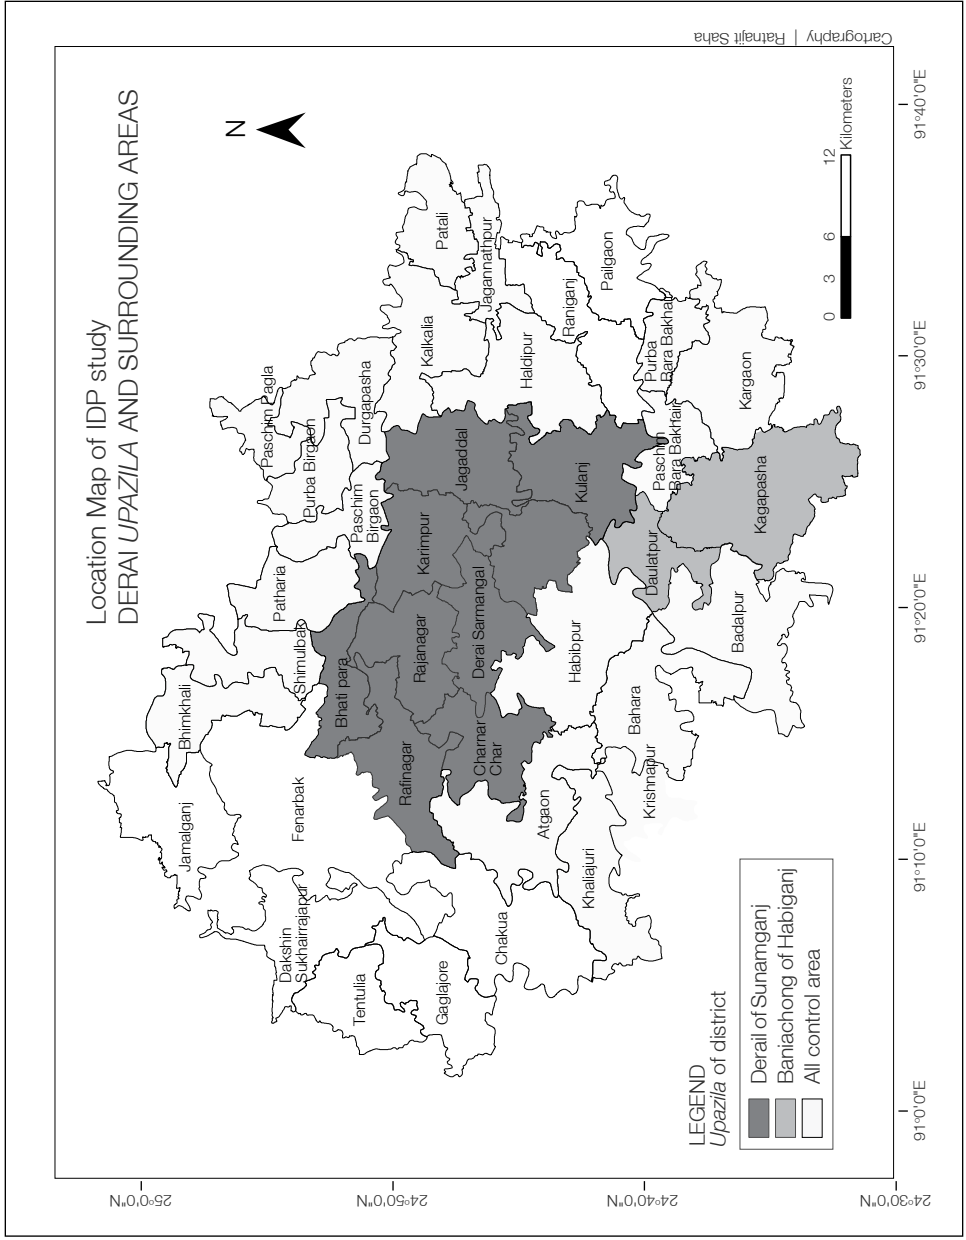 Location Map of IDP study
DERAI UPAZILA AND SURROUNDING AREAS
N
Jamalganj
Bhimkhali
Shimulbak
Patharia
Paschim Pagla
Purba Birgaon
Durgapasha
Paschim
Birgaon
Fenarbak
Dakshin
Sukhairrajapur
Tentulia
Gaglajore
Chakua
Bhati para
Rafinagar
Rajanagar
Karimpur
Jagaddal
Kalkalia
Patali
Jagannathpur
Haldipur
Raniganj
Pailgaon
Charnar
Char
Derai Sarmangal
Kulanj
Atgaon
Khaliajuri
Habibpur
Bahara
Krishnapur
Daulatpur
Paschim
Bara Bakhair
Purba
Bara Bakhair
Kargaon
Kagapasha
Badalpur
0 3 6 12
Kilometers
LEGEND
Upazila of district
Derail of Sunamganj
Baniachong of Habiganj
All control area
25°0'0"N
24°50'0"N
24°40'0"N
24°30'0"N
91°0'0"E
91°10'0"E
91°20'0"E
91°30'0"E
91°40'0"E
Cartography | Ratnajit Saha